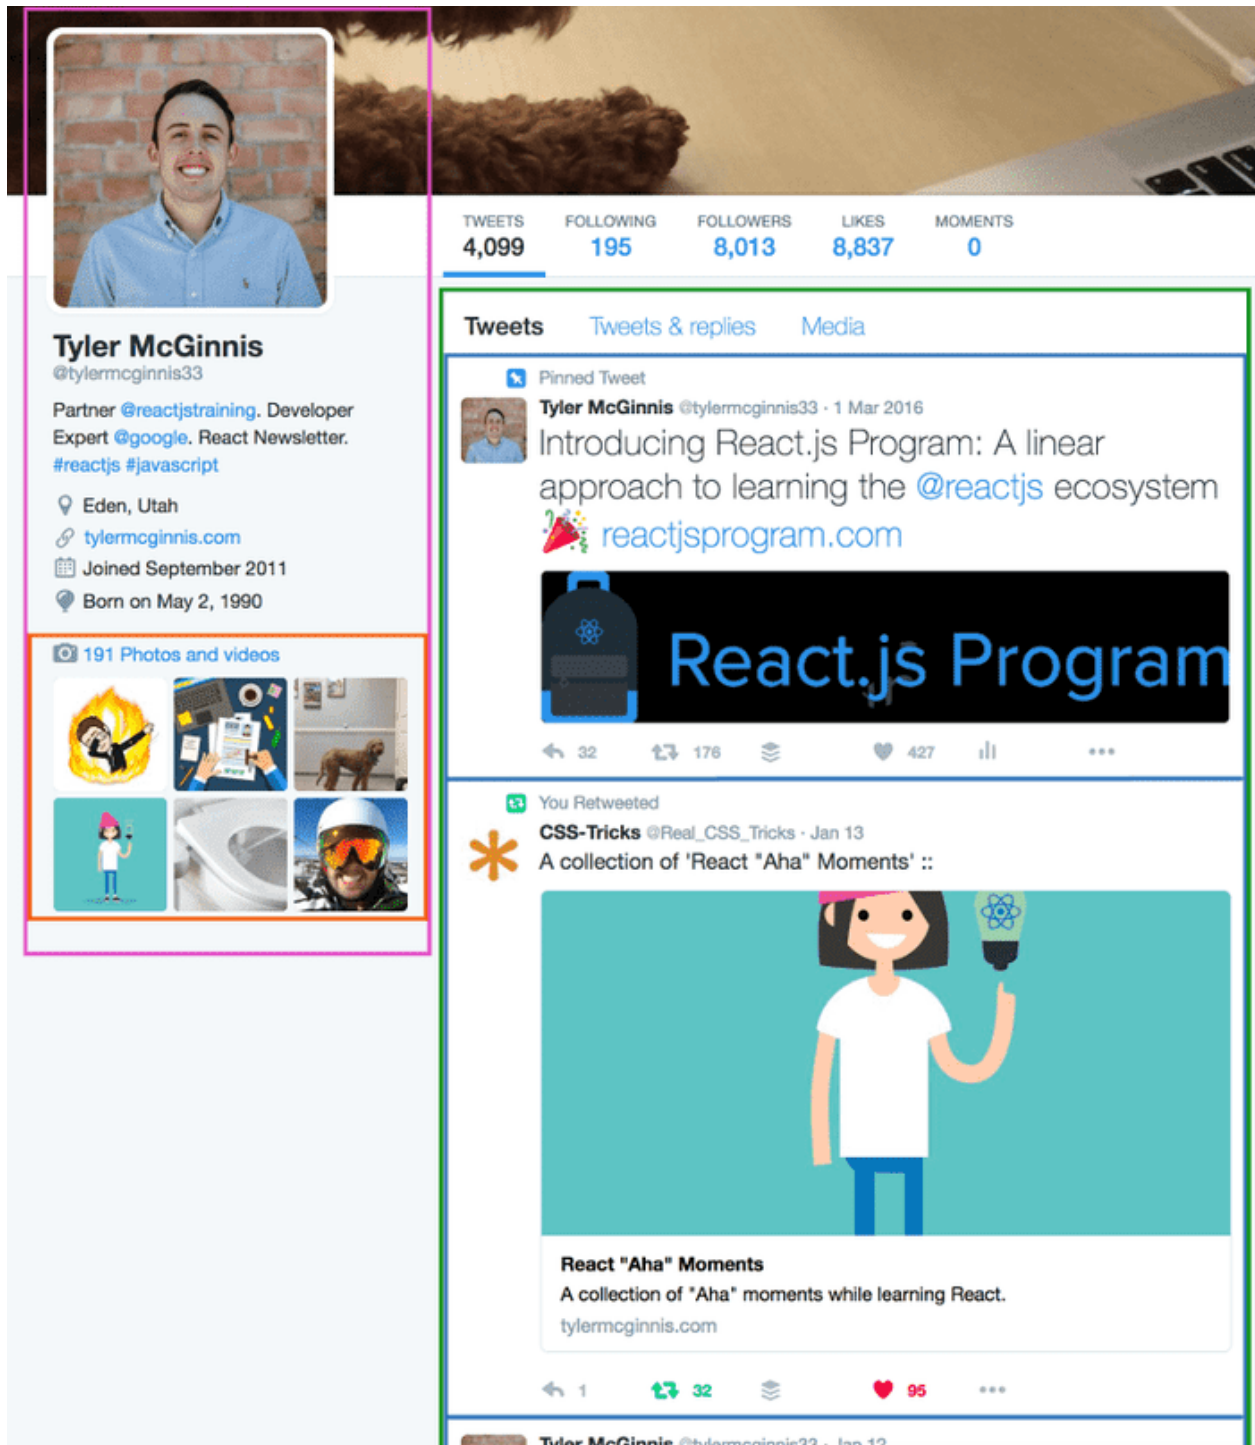 TWEETS
4,099
FOLLOWING
195
FOLLOWERS
8,013
LIKES
8,837
MOMENTS
0
Tyler McGinnis
@tylermcginnis33
Partner @reactjstraining. Developer
Expert @google. React Newsletter.
#reactjs #javascript
Eden, Utah
tylermcginnis.com
Joined September 2011
Born on May 2, 1990
191 Photos and videos
Tweets Tweets & replies Media
Pinned Tweet
Tyler McGinnis @tylermcginnis33 · 1 Mar 2016
Introducing React.js Program: A linear
approach to learning the @reactjs ecosystem
reactjsprogram.com
React.js Program
32 176 427
You Retweeted
CSS-Tricks @Real_CSS_Tricks · Jan 13
A collection of 'React "Aha" Moments' ::
React "Aha" Moments
A collection of "Aha" moments while learning React.
tylermcginnis.com
1 32 95
Tyler McGinnis @tylermcginnis33 · Jan 12